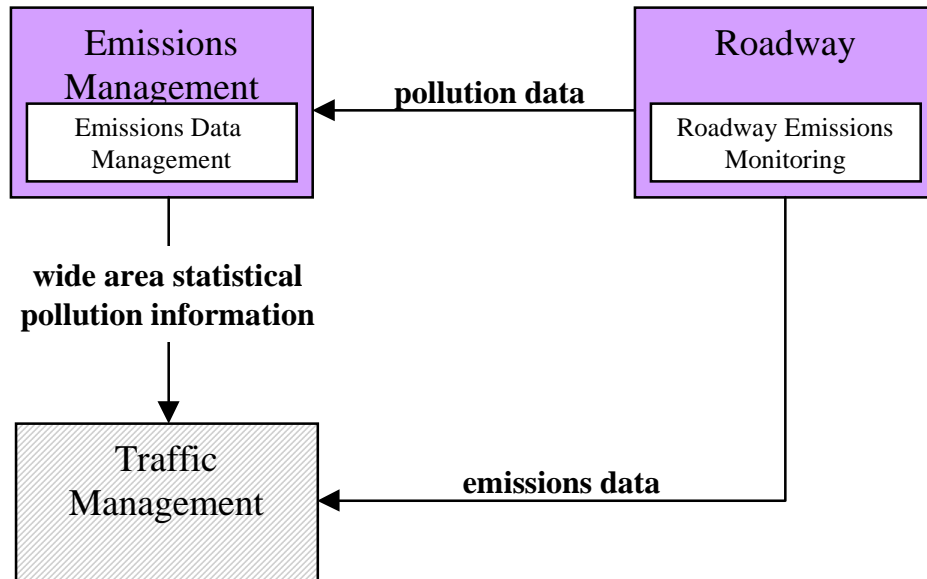 Emissions
Management
Emissions Data
Management
Roadway
Roadway Emissions
Monitoring
pollution data
wide area statistical
pollution information
Traffic
Management
emissions data